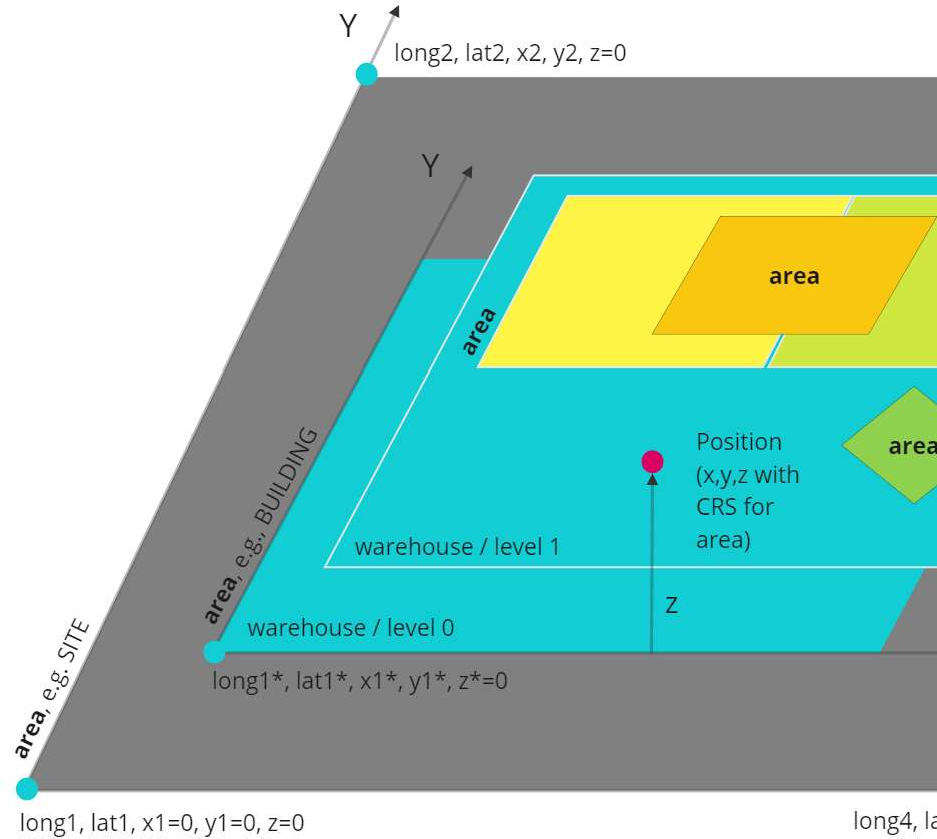 Y
long2, lat2, x2, y2, z=0
Y
area
area
area
Position
(x,y,z with
CRS for
area)
area, e.g., BUILDING
warehouse / level 1
z
warehouse / level 0
long1*, lat1*, x1*, y1*, z*=0
area, e.g. SITE
long1, lat1, x1=0, y1=0, z=0
long4, la